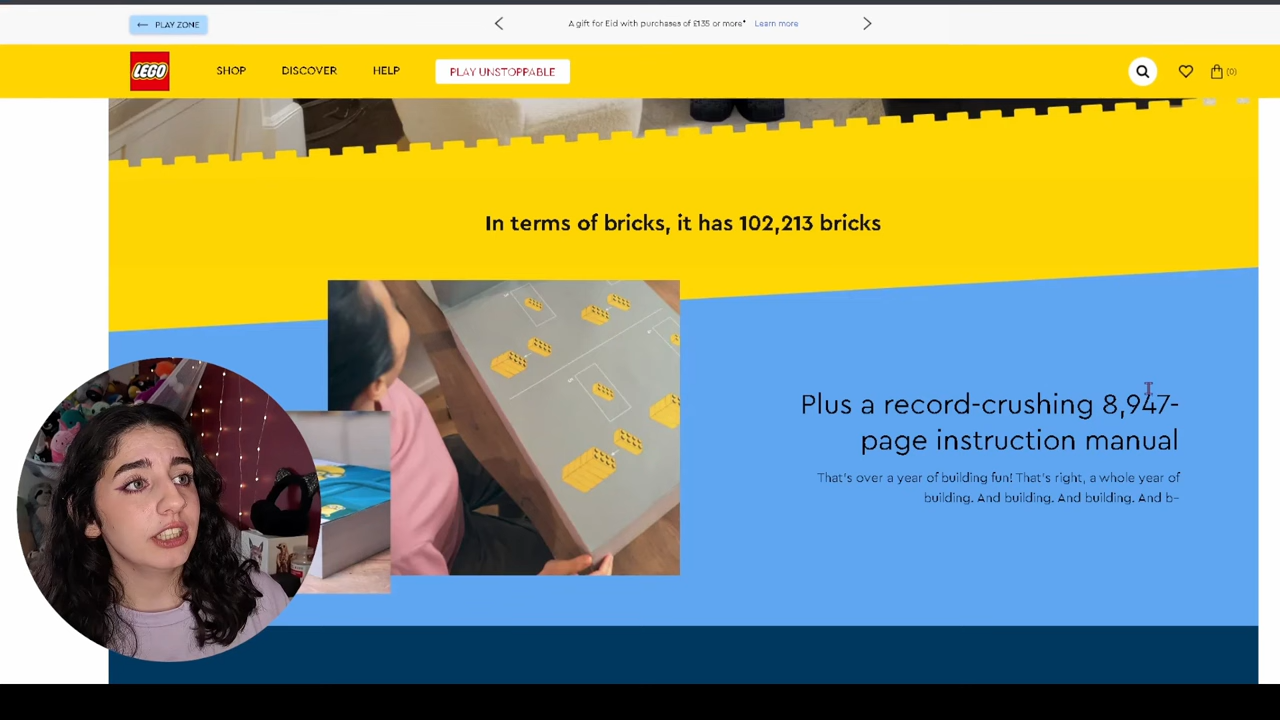 PLAY ZONE
A gift for Eid with purchases of £135 or more* Learn more
LEGO SHOP DISCOVER HELP PLAY UNSTOPPABLE (0)
In terms of bricks, it has 102,213 bricks
Plus a record-crushing 8,947-
page instruction manual
That's over a year of building fun! That's right, a whole year of
building. And building. And building. And b-